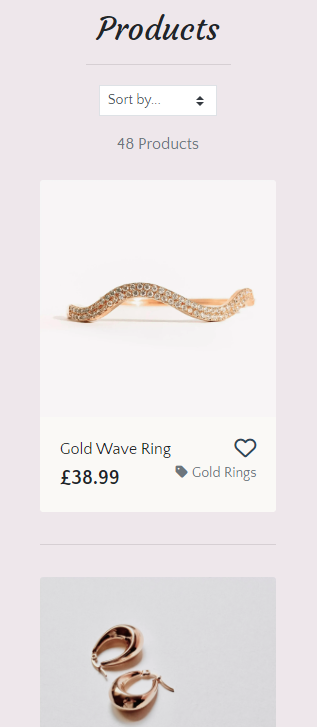 Products
Sort by...
48 Products
Gold Wave Ring
£38.99
Gold Rings